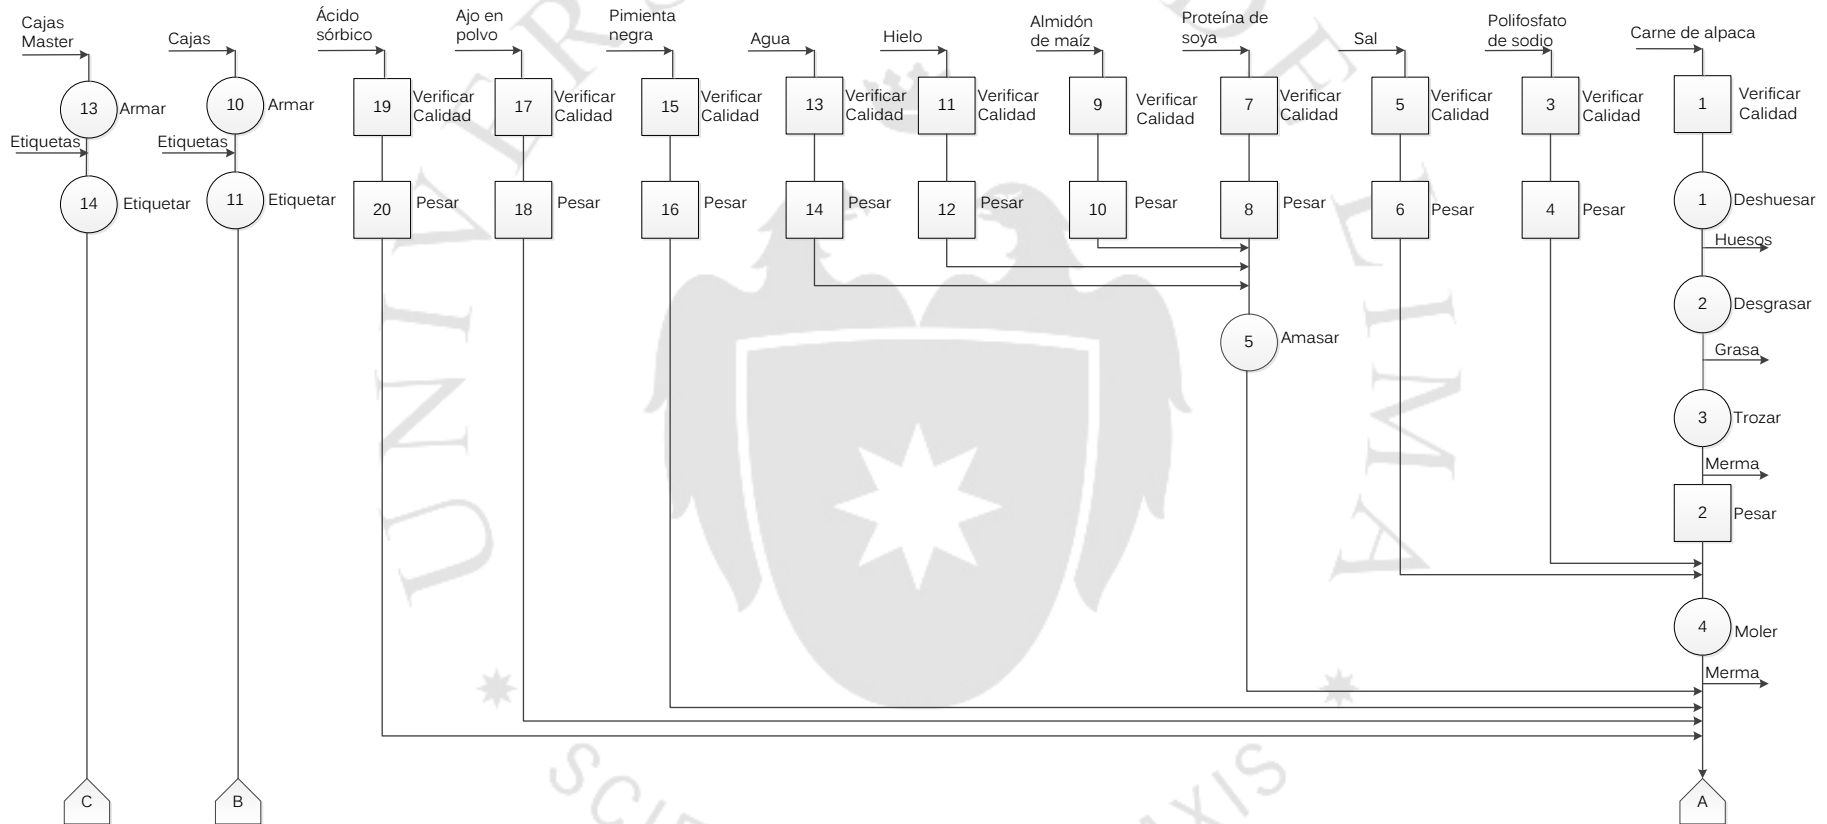 Cajas
Master
Cajas
Ácido
sórbico
Ajo en
polvo
Pimienta
negra
Agua
Hielo
Almidón
de maíz
Proteína de
soya
Sal
Polifosfato
de sodio
Carne de alpaca
13
Armar
10
Armar
19
Verificar
Calidad
17
Verificar
Calidad
15
Verificar
Calidad
13
Verificar
Calidad
11
Verificar
Calidad
9
Verificar
Calidad
7
Verificar
Calidad
5
Verificar
Calidad
3
Verificar
Calidad
1
Verificar
Calidad
Etiquetas
Etiquetas
14
Etiquetar
11
Etiquetar
20
Pesar
18
Pesar
16
Pesar
14
Pesar
12
Pesar
10
Pesar
8
Pesar
6
Pesar
4
Pesar
1
Deshuesar
Huesos
2
Desgrasar
5
Amasar
Grasa
3
Trozar
Merma
2
Pesar
4
Moler
Merma
C
B
A